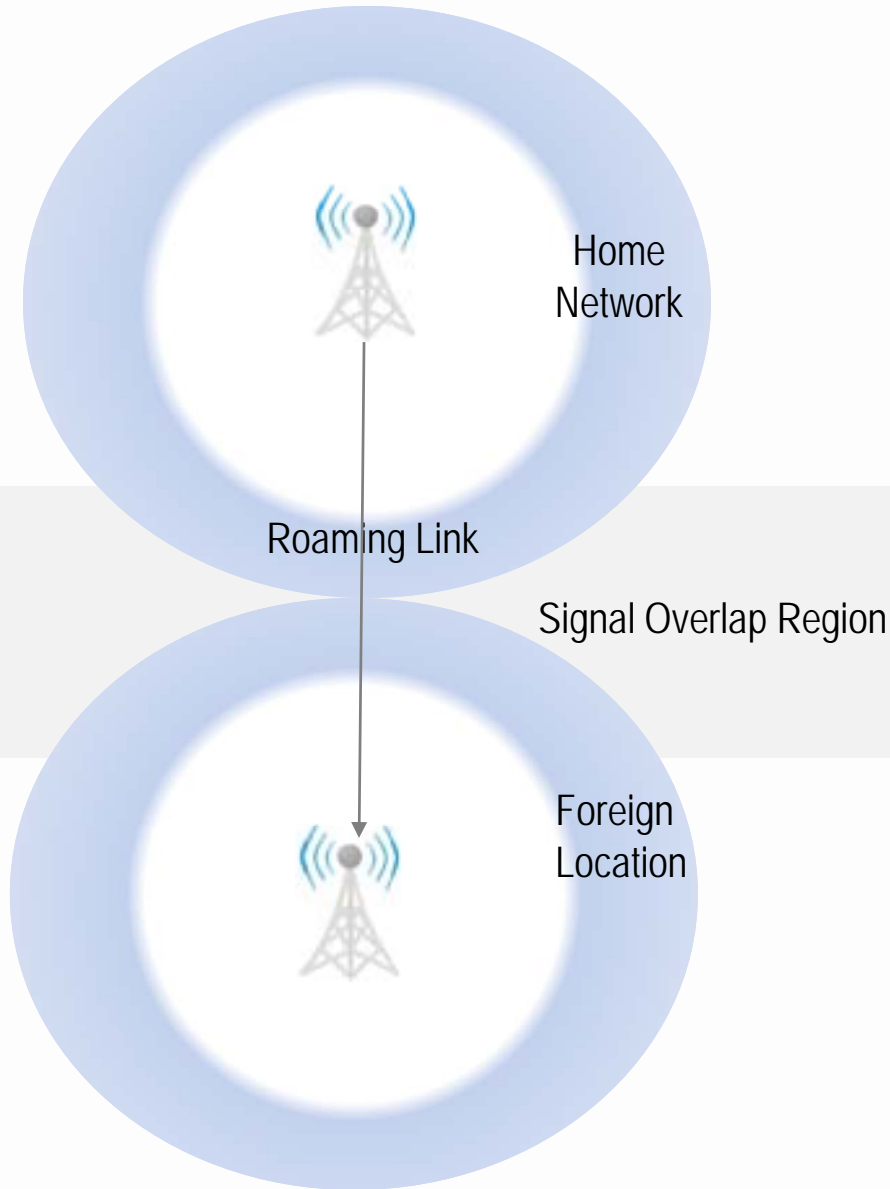 Home
Network
Roaming Link
Signal Overlap Region
Foreign
Location